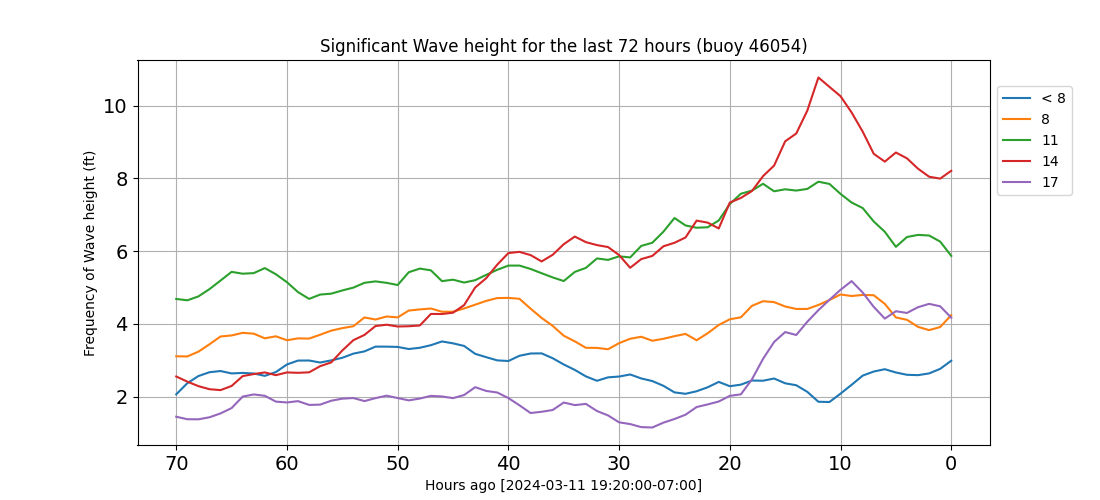 Significant Wave height for the last 72 hours (buoy 46054)
Frequency of Wave height (ft)
10
8
6
4
2
70 60 50 40 30 20 10 0
Hours ago [2024-03-11 19:20:00-07:00]
< 8
8
11
14
17